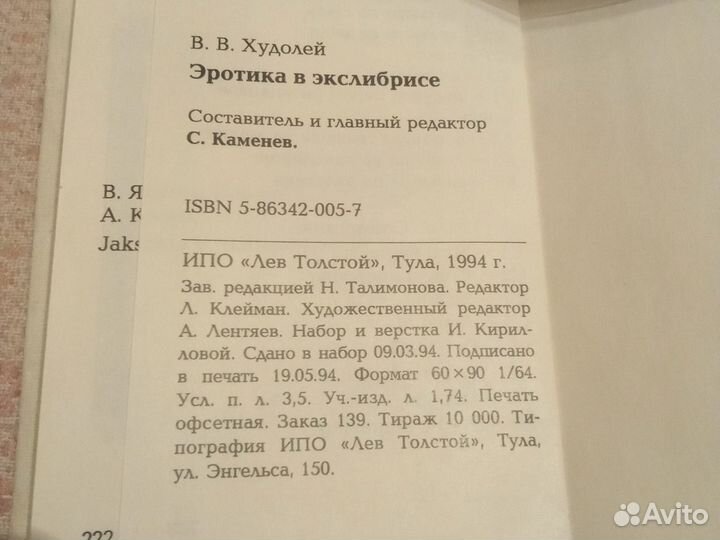 В. В. Худолей
Эротика в экслибрисе
Составитель и главный редактор
С. Каменев.
В. Я
А. К
Jaks
ISBN 5-86342-005-7
ИПО «Лев Толстой», Тула, 1994 г.
Зав. редакцией Н. Талимонова. Редактор
Л. Клейман. Художественный редактор
А. Лентяев. Набор и верстка И. Кирил-
ловой. Сдано в набор 09.03.94. Подписано
в печать 19.05.94. Формат 60×90 1/64.
Усл. п. л. 3,5. Уч.-изд. л. 1,74. Печать
офсетная. Заказ 139. Тираж 10 000. Ти-
пография ИПО «Лев Толстой», Тула,
ул. Энгельса, 150.
222
Avito